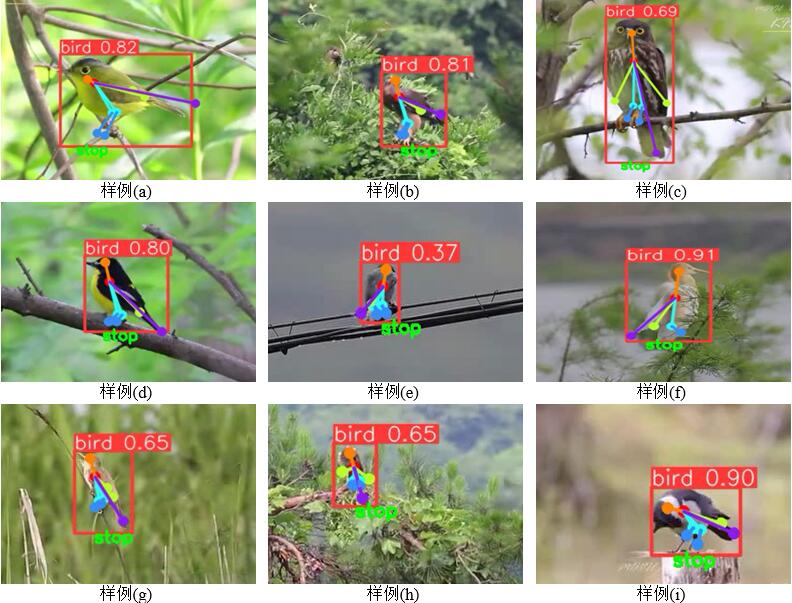 bird 0.82
stop
样例(a)
bird 0.81
stop
样例(b)
bird 0.69
stop
样例(c)
bird 0.80
stop
样例(d)
bird 0.37
stop
样例(e)
bird 0.91
stop
样例(f)
bird 0.65
stop
样例(g)
bird 0.65
stop
样例(h)
bird 0.90
stop
样例(i)